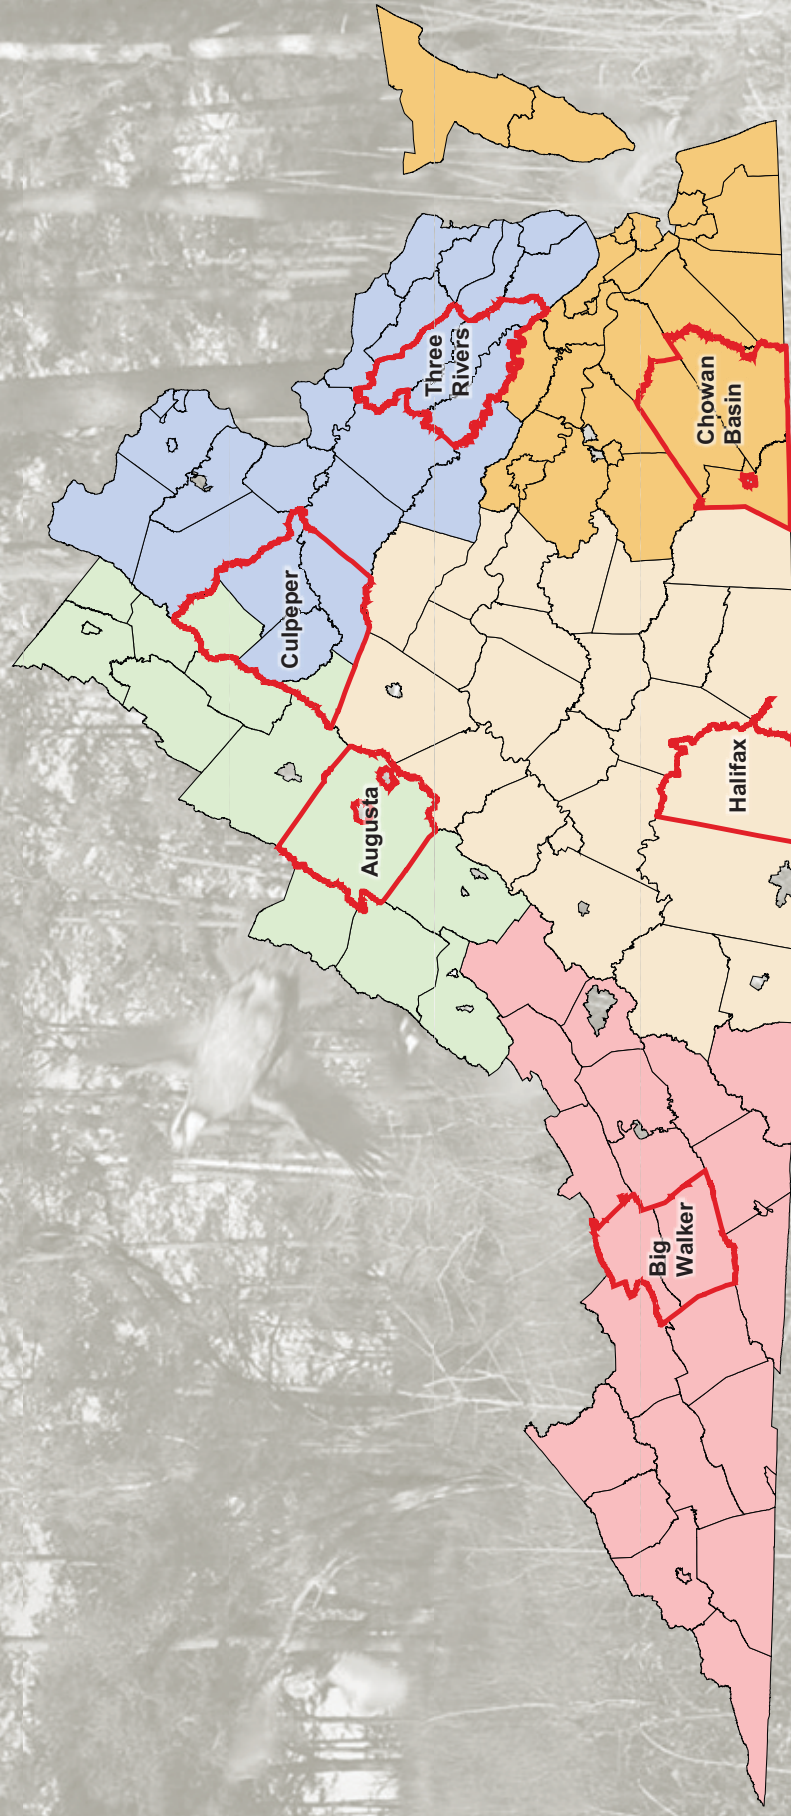 Culpeper
Three
Rivers
Augusta
Chowan
Basin
Halifax
Big
Walker